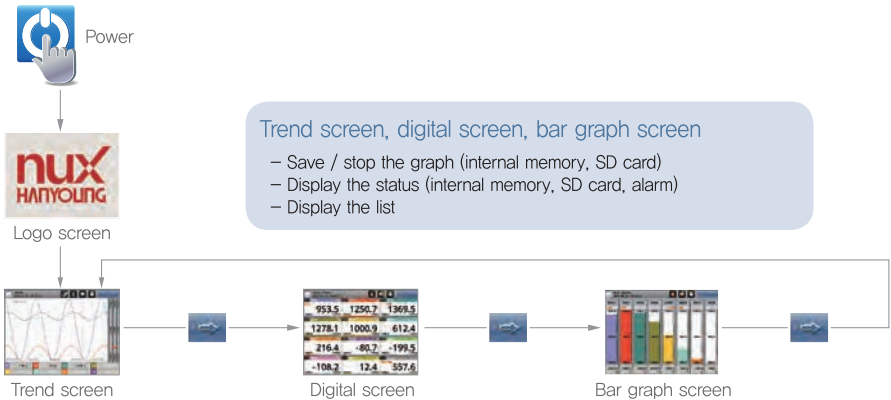 Power
Trend screen, digital screen, bar graph screen
– Save / stop the graph (internal memory, SD card)
– Display the status (internal memory, SD card, alarm)
– Display the list
nux
HANYOUNG
Logo screen
953.5 1250.7 1369.5
1278.1 1000.9 612.4
216.4 -80.7 -199.5
-108.2 12.4 557.6
Trend screen
Digital screen
Bar graph screen